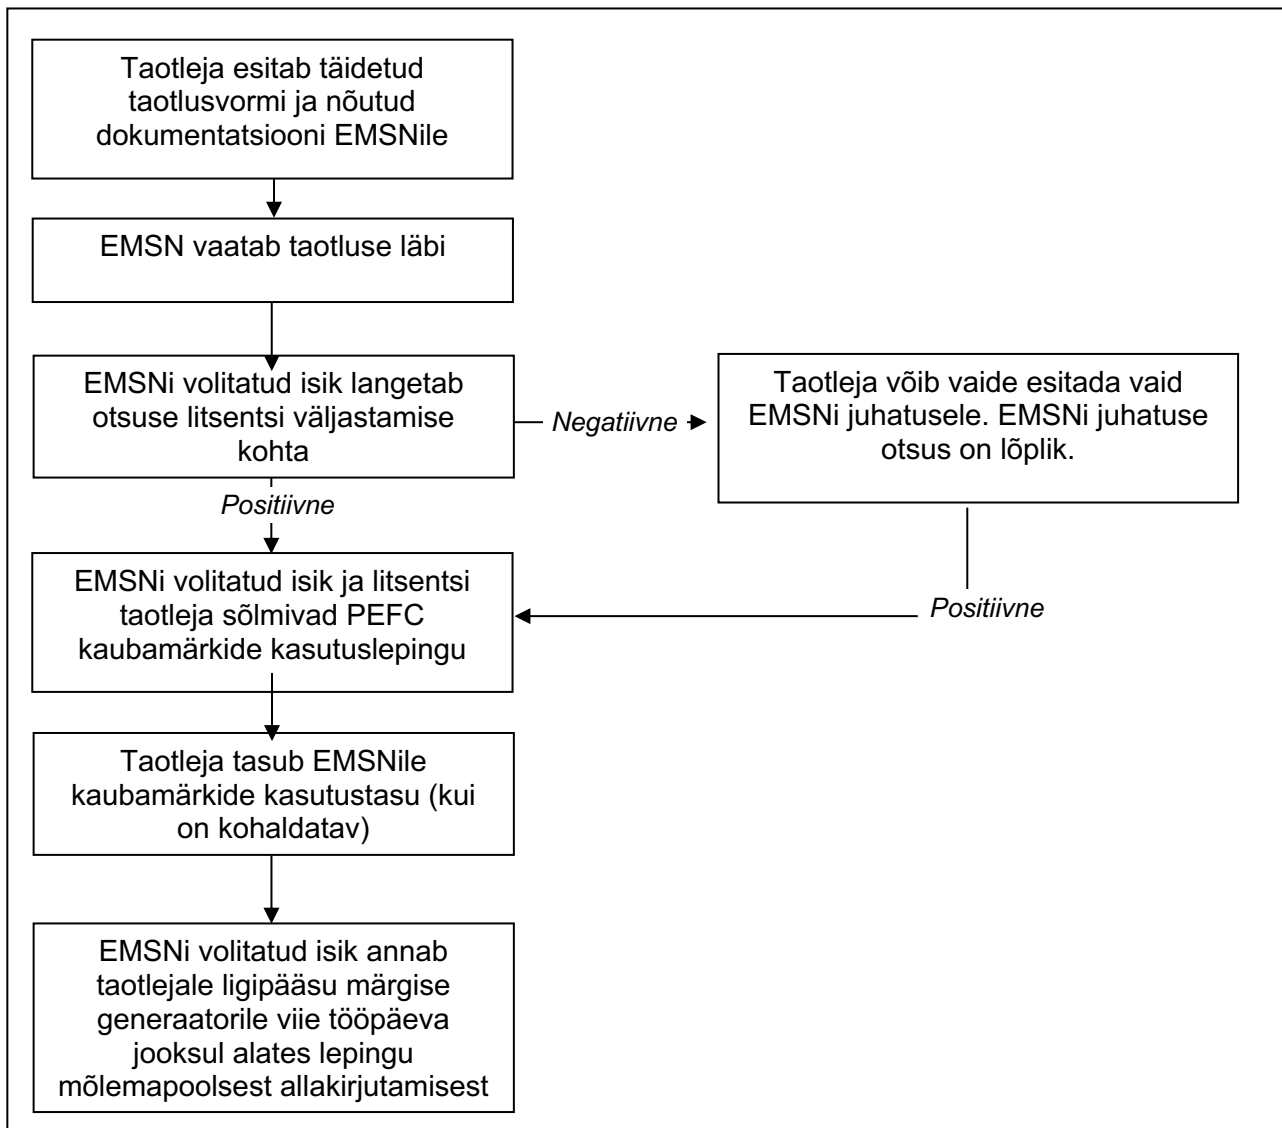 Taotleja esitab täidetud
taotlusvormi ja nõutud
dokumentatsiooni EMSNile
EMSN vaatab taotluse läbi
EMSNi volitatud isik langetab
otsuse litsentsi väljastamise
kohta
Negatiivne
Taotleja võib vaide esitada vaid
EMSNi juhatusele. EMSNi juhatuse
otsus on lõplik.
Positiivne
Positiivne
EMSNi volitatud isik ja litsentsi
taotleja sõlmivad PEFC
kaubamärkide kasutuslepingu
Taotleja tasub EMSNile
kaubamärkide kasutustasu (kui
on kohaldatav)
EMSNi volitatud isik annab
taotlejale ligipääsu märgise
generaatorile viie tööpäeva
jooksul alates lepingu
mõlemapoolsest allakirjutamisest